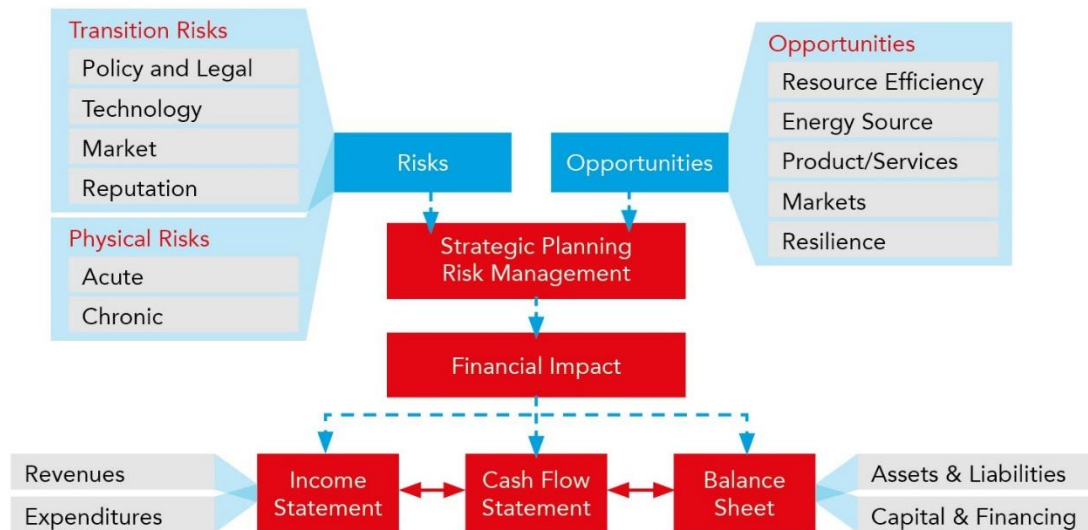 Transition Risks
Policy and Legal
Technology
Market
Reputation
Physical Risks
Acute
Chronic
Risks
Opportunities
Opportunities
Resource Efficiency
Energy Source
Product/Services
Markets
Resilience
Strategic Planning
Risk Management
Financial Impact
Revenues
Expenditures
Income
Statement
Cash Flow
Statement
Balance
Sheet
Assets & Liabilities
Capital & Financing